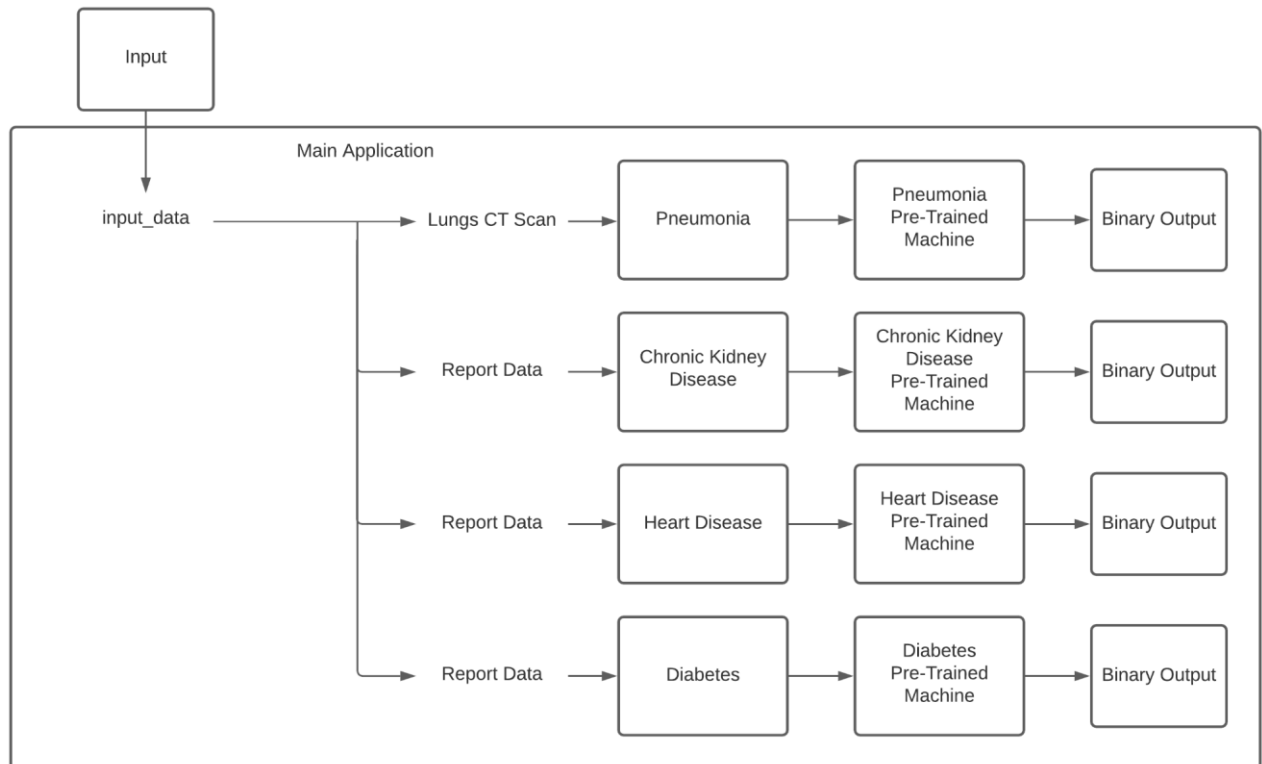 Input
Main Application
input_data
Lungs CT Scan
Pneumonia
Pneumonia
Pre-Trained
Machine
Binary Output
Report Data
Chronic Kidney
Disease
Chronic Kidney
Disease
Pre-Trained
Machine
Binary Output
Report Data
Heart Disease
Heart Disease
Pre-Trained
Machine
Binary Output
Report Data
Diabetes
Diabetes
Pre-Trained
Machine
Binary Output